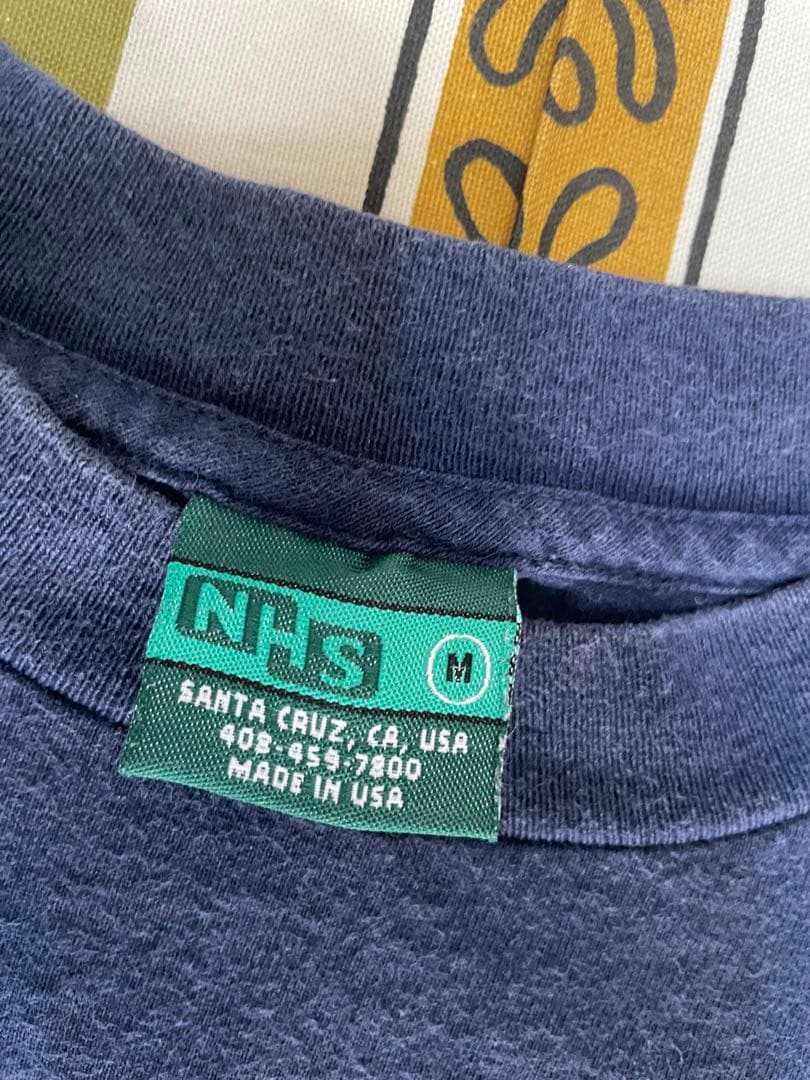 NHS M
SANTA CRUZ, CA, USA
408-459-7800
MADE IN USA